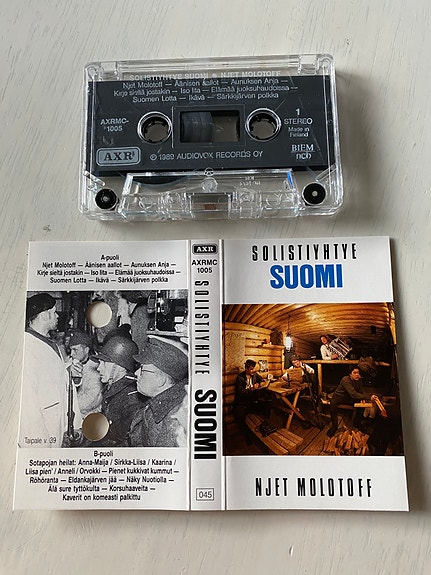 SOLISTIYHTYE SUOMI • NJET MOLOTOFF
Njet Molotoff — Äänisen aallot — Aunuksen Anja —
Kirje sieltä jostakin — Iso Iita — Elämää juoksuhaudoissa —
Suomen Lotta — Ikävä — Särkkijärven polkka
AXRMC-
1005
1
STEREO
Made in
Finland
AXR
℗ 1989 AUDIOVOX RECORDS OY
BIEM
ncb
A-puoli
Njet Molotoff — Äänisen aallot — Aunuksen Anja —
Kirje sieltä jostakin — Iso Iita — Elämää juoksuhaudoissa —
Suomen Lotta — Ikävä — Särkkijärven polkka
Taipale v. 39
B-puoli
Sotapojan heilat: Anna-Maija / Sirkka-Liisa / Kaarina /
Liisa pien' / Anneli / Orvokki — Pienet kukkivat kummut —
Röhöranta — Eldankajärven jää — Näky Nuotiolla —
Älä sure tyttökulta — Korsuhaaveita —
Kaverit on komeasti palkittu
AXR
AXRMC
1005
SOLISTIYHTYE
SUOMI
045
SOLISTIYHTYE
SUOMI
NJET MOLOTOFF